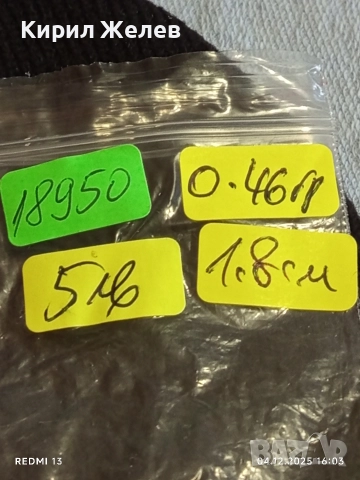 Кирил Желев
18950
0.46гр
5лв
1.8см
REDMI 13
04.12.2025 16:03